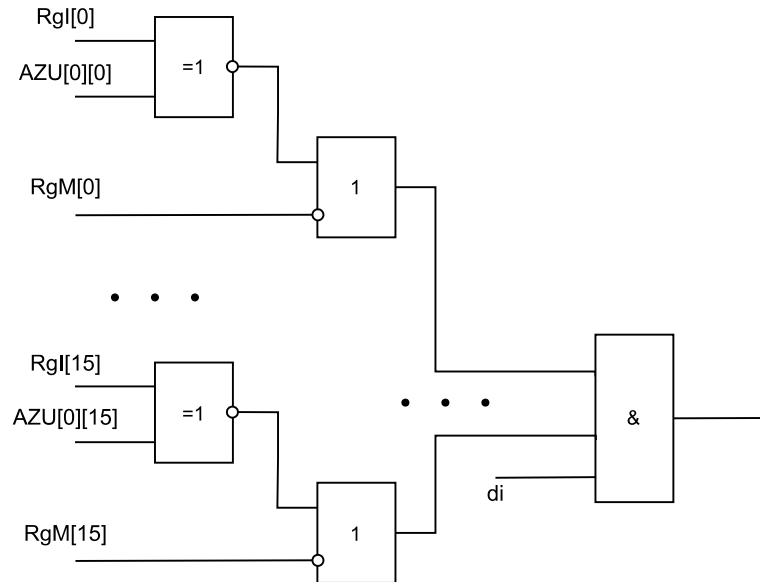 RgI[0]
=1
AZU[0][0]
RgM[0]
1
RgI[15]
=1
AZU[0][15]
&
di
RgM[15]
1